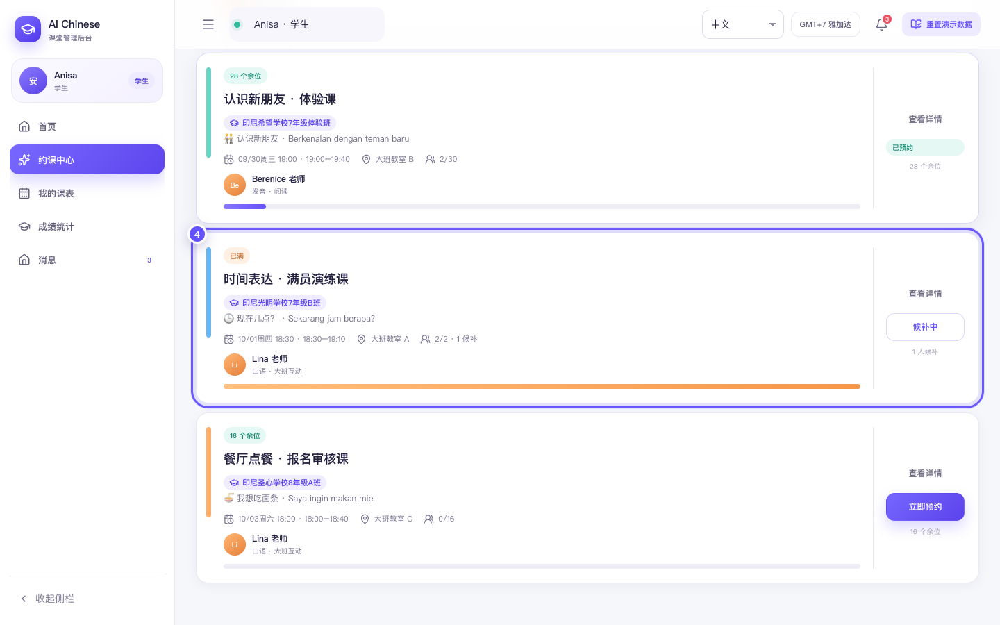 AI Chinese
课堂管理后台
安
Anisa
学生
学生
首页
约课中心
我的课表
成绩统计
消息
3
收起侧栏
Anisa · 学生
中文
GMT+7 雅加达
3
重置演示数据
28 个余位
认识新朋友 · 体验课
印尼希望学校7年级体验班
认识新朋友 · Berkenalan dengan teman baru
09/30周三 19:00 · 19:00—19:40 大班教室 B 2/30
Be
Berenice 老师
发音 · 阅读
查看详情
已预约
28 个余位
4
已满
时间表达 · 满员演练课
印尼光明学校7年级B班
现在几点？ · Sekarang jam berapa?
10/01周四 18:30 · 18:30—19:10 大班教室 A 2/2 · 1 候补
Li
Lina 老师
口语 · 大班互动
查看详情
候补中
1 人候补
16 个余位
餐厅点餐 · 报名审核课
印尼圣心学校8年级A班
我想吃面条 · Saya ingin makan mie
10/03周六 18:00 · 18:00—18:40 大班教室 C 0/16
Li
Lina 老师
口语 · 大班互动
查看详情
立即预约
16 个余位